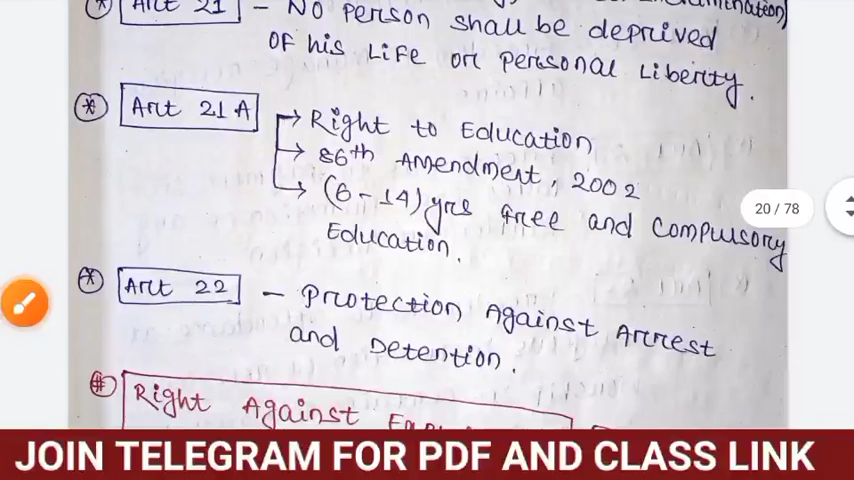 Art 21 - No person shall be deprived
of his Life or personal Liberty.
Art 21 A → Right to Education
→ 86th Amendment, 2002
→ (6-14) yrs free and compulsory
Education.
20 / 78
Art 22 - Protection Against Arrest
and Detention.
Right Against
JOIN TELEGRAM FOR PDF AND CLASS LINK